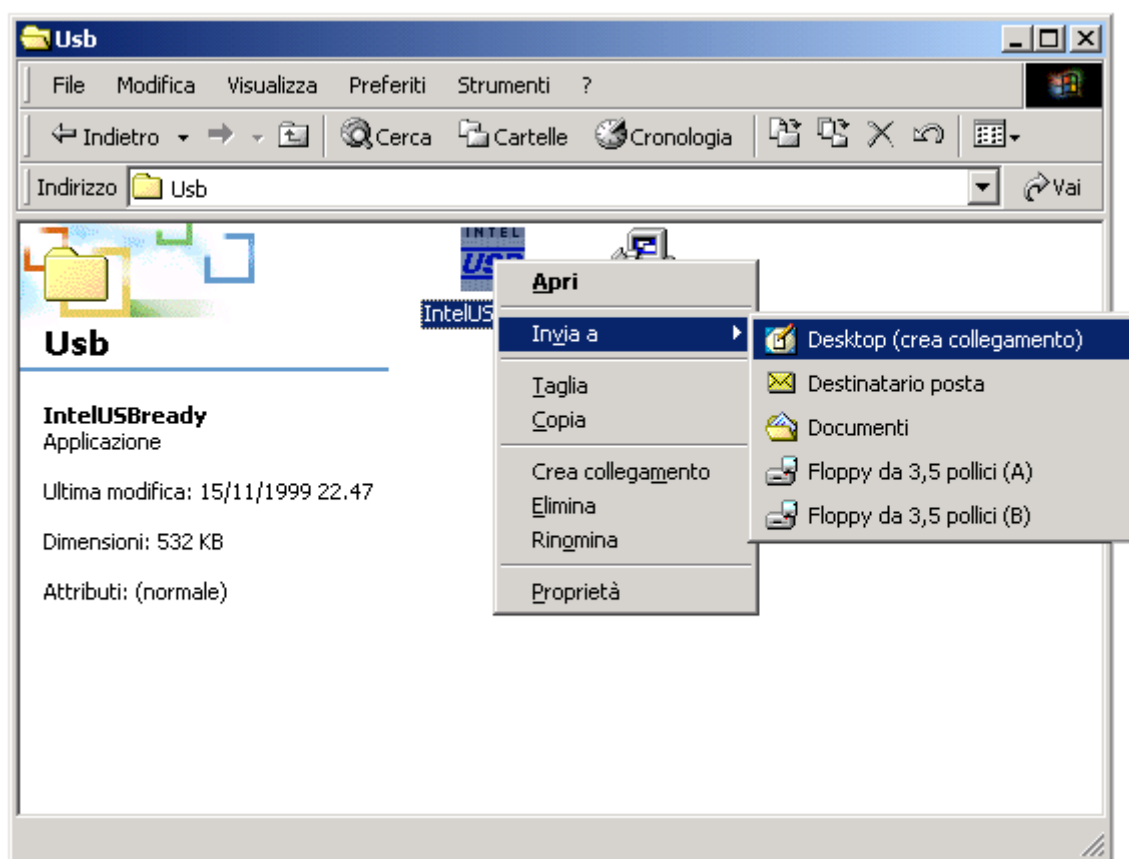 Usb
File Modifica Visualizza Preferiti Strumenti ?
Indietro Cerca Cartelle Cronologia
Indirizzo Usb Vai
INTEL
USB
IntelUS
Usb
IntelUSBready
Applicazione
Ultima modifica: 15/11/1999 22.47
Dimensioni: 532 KB
Attributi: (normale)
Apri
Invia a
Taglia
Copia
Crea collegamento
Elimina
Rinomina
Proprietà
Desktop (crea collegamento)
Destinatario posta
Documenti
Floppy da 3,5 pollici (A)
Floppy da 3,5 pollici (B)